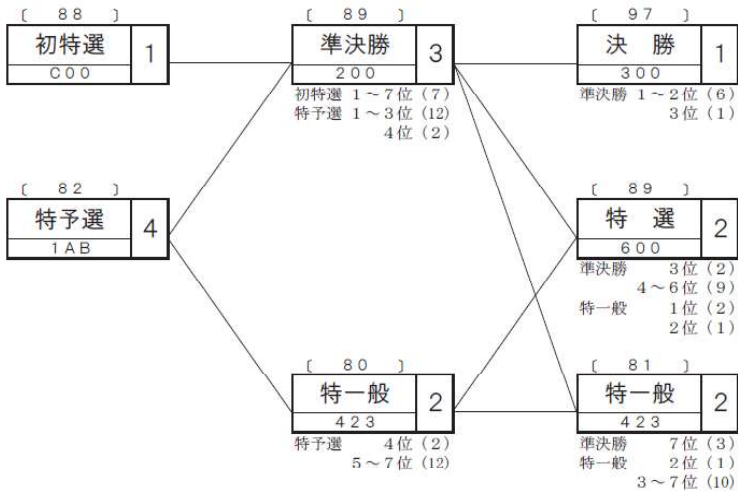 〔 88 〕
初特選 1
C00
〔 89 〕
準決勝 3
200
初特選 1～7位(7)
特予選 1～3位(12)
4位(2)
〔 97 〕
決 勝 1
300
準決勝 1～2位(6)
3位(1)
〔 82 〕
特予選 4
1AB
〔 89 〕
特 選 2
600
準決勝 3位(2)
4～6位(9)
特一般 1位(2)
2位(1)
〔 80 〕
特一般 2
423
特予選 4位(2)
5～7位(12)
〔 81 〕
特一般 2
423
準決勝 7位(3)
特一般 2位(1)
3～7位(10)